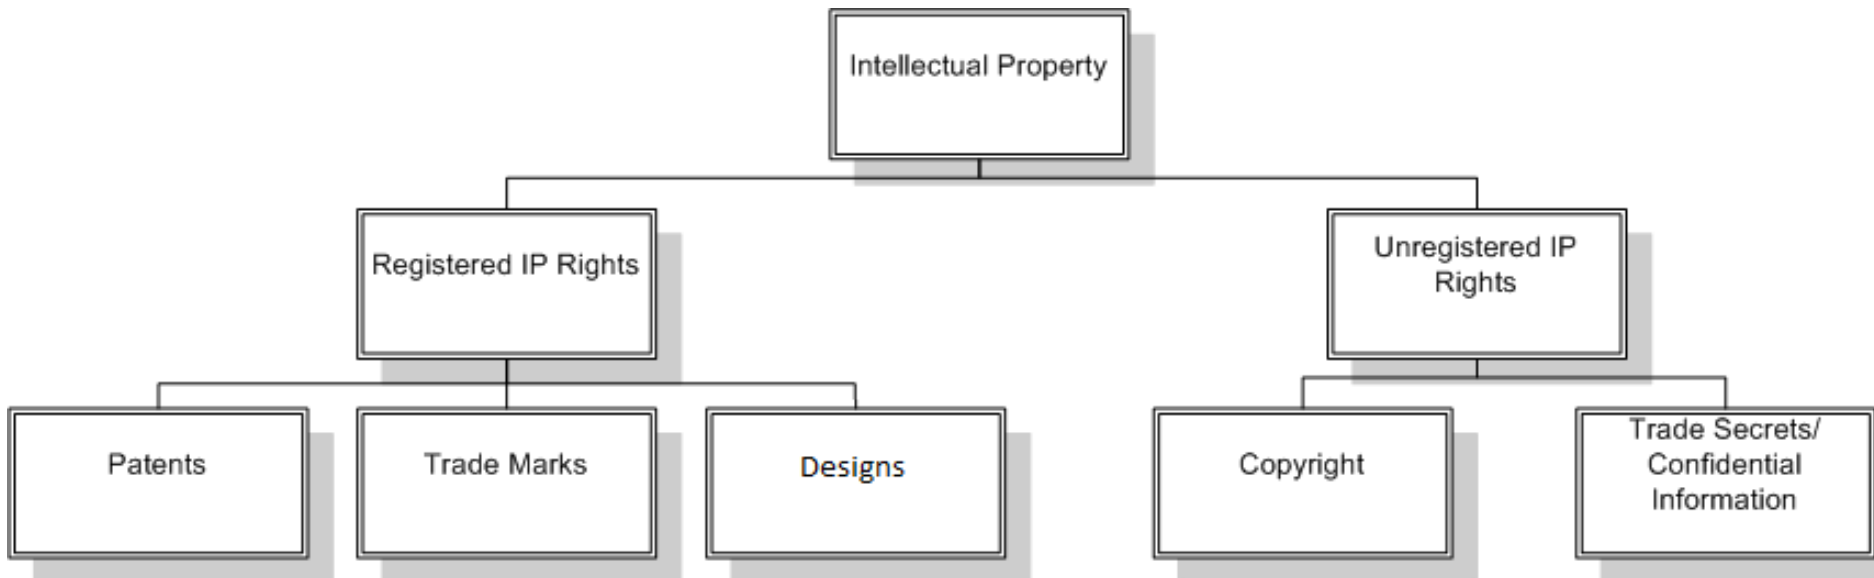 Intellectual Property
Registered IP Rights
Unregistered IP
Rights
Patents
Trade Marks
Designs
Copyright
Trade Secrets/
Confidential
Information